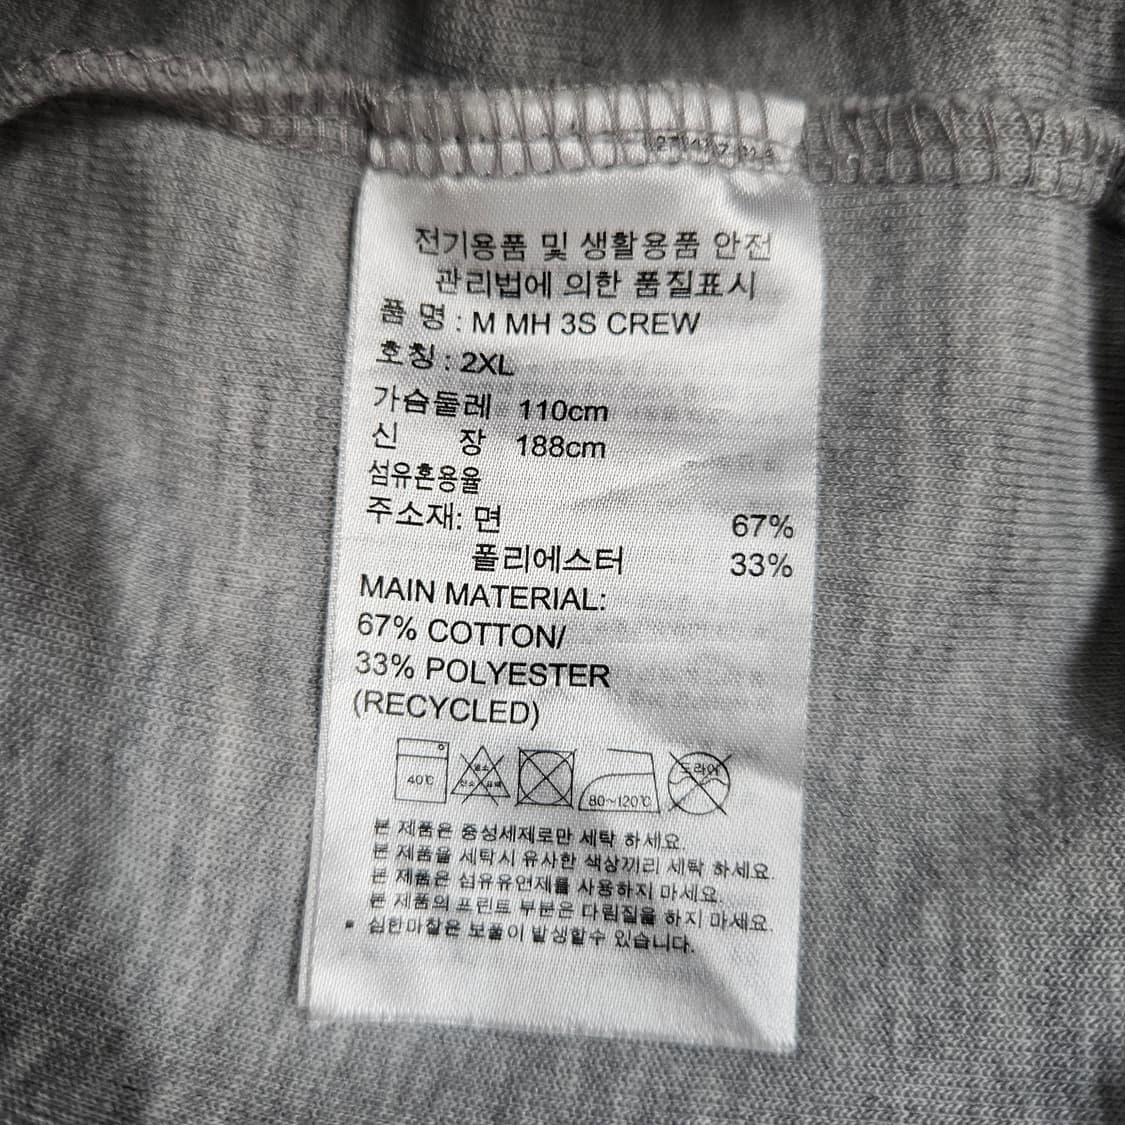 전기용품 및 생활용품 안전
관리법에 의한 품질표시
품 명 : M MH 3S CREW
호칭 : 2XL
가슴둘레 110cm
신 장 188cm
섬유혼용율
주소재: 면 67%
폴리에스터 33%
MAIN MATERIAL:
67% COTTON/
33% POLYESTER
(RECYCLED)
40℃
80~120℃
드라이
본 제품은 중성세제로만 세탁 하세요.
본 제품을 세탁시 유사한 색상끼리 세탁 하세요.
본 제품은 섬유유연제를 사용하지 마세요.
본 제품의 프린트 부분은 다림질을 하지 마세요.
* 심한마찰은 보풀이 발생할수 있습니다.